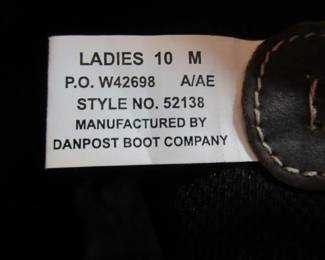 LADIES 10 M
P.O. W42698 A/AE
STYLE NO. 52138
MANUFACTURED BY
DANPOST BOOT COMPANY